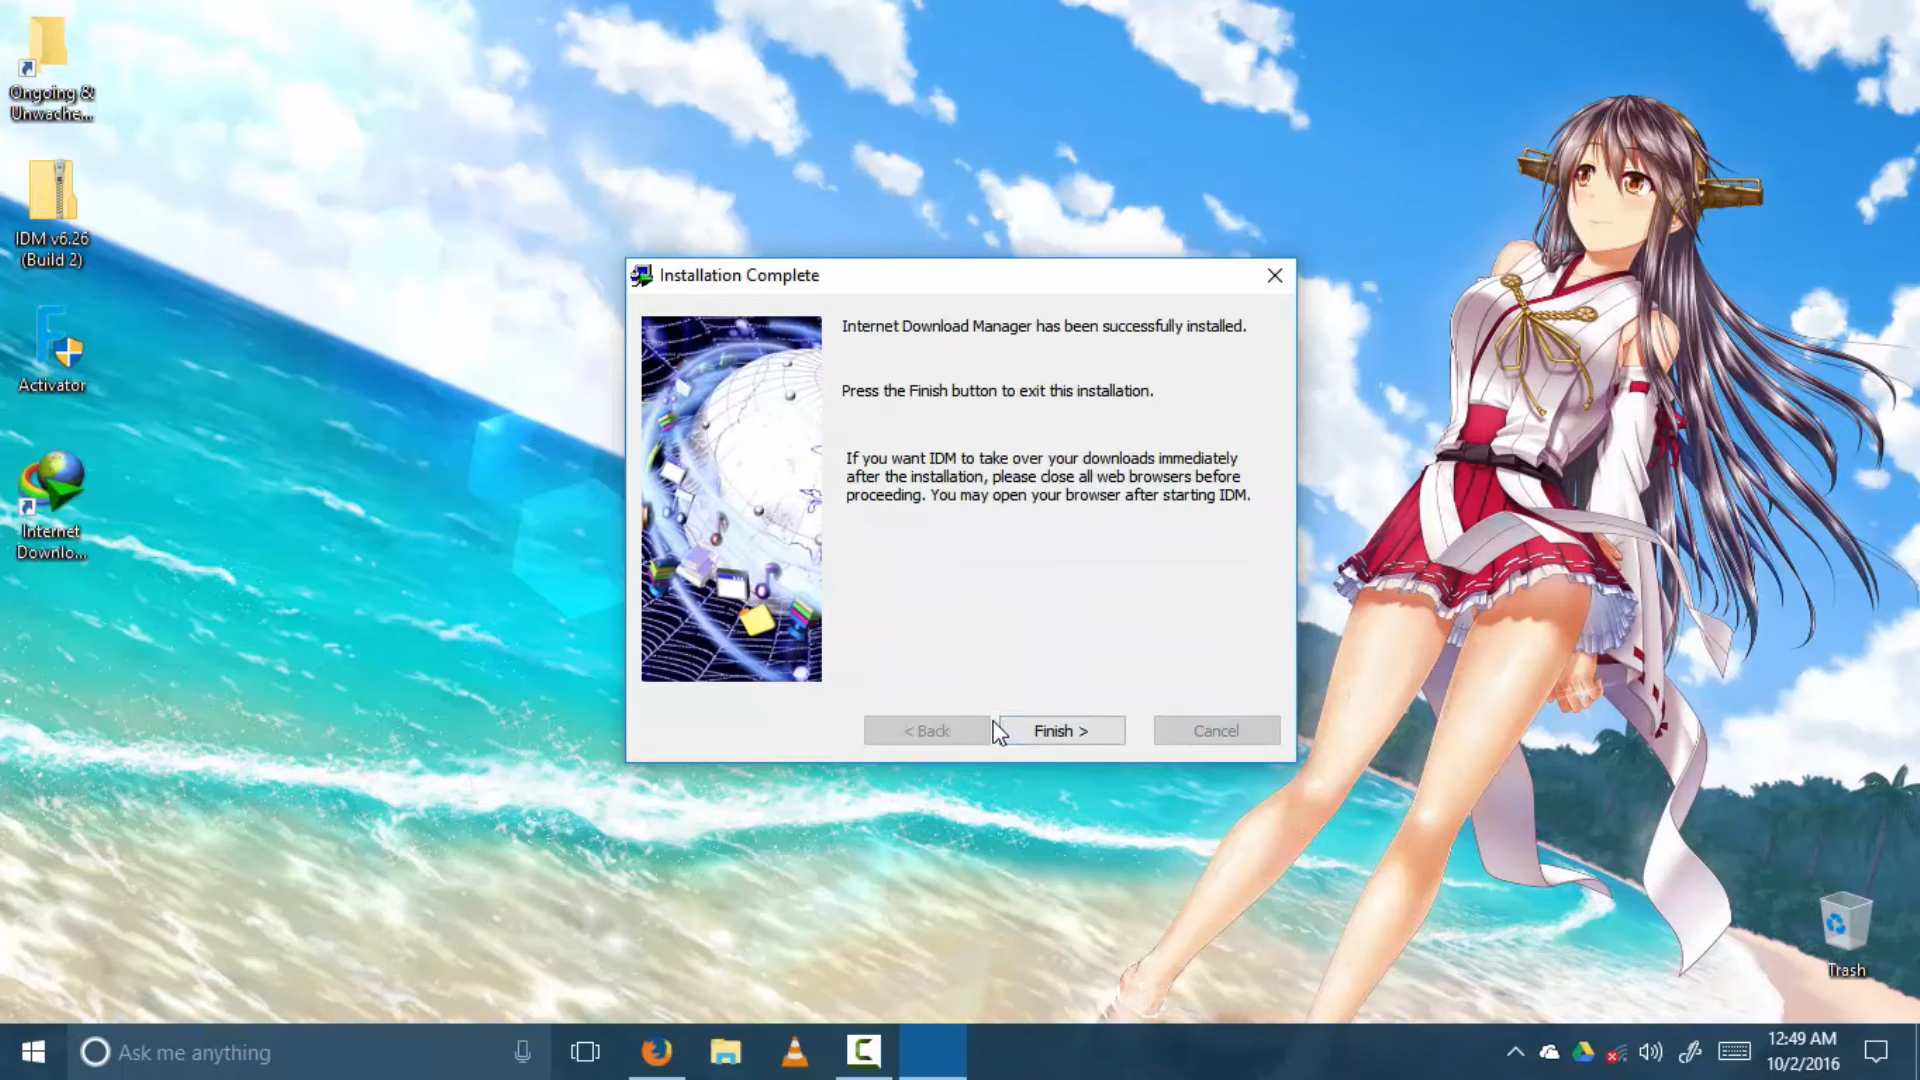 Ongoing &
Unwache...
IDM v6.26
(Build 2)
Activator
Internet
Downlo...
Installation Complete
Internet Download Manager has been successfully installed.
Press the Finish button to exit this installation.
If you want IDM to take over your downloads immediately
after the installation, please close all web browsers before
proceeding. You may open your browser after starting IDM.
< Back
Finish >
Cancel
Trash
Ask me anything
12:49 AM
10/2/2016